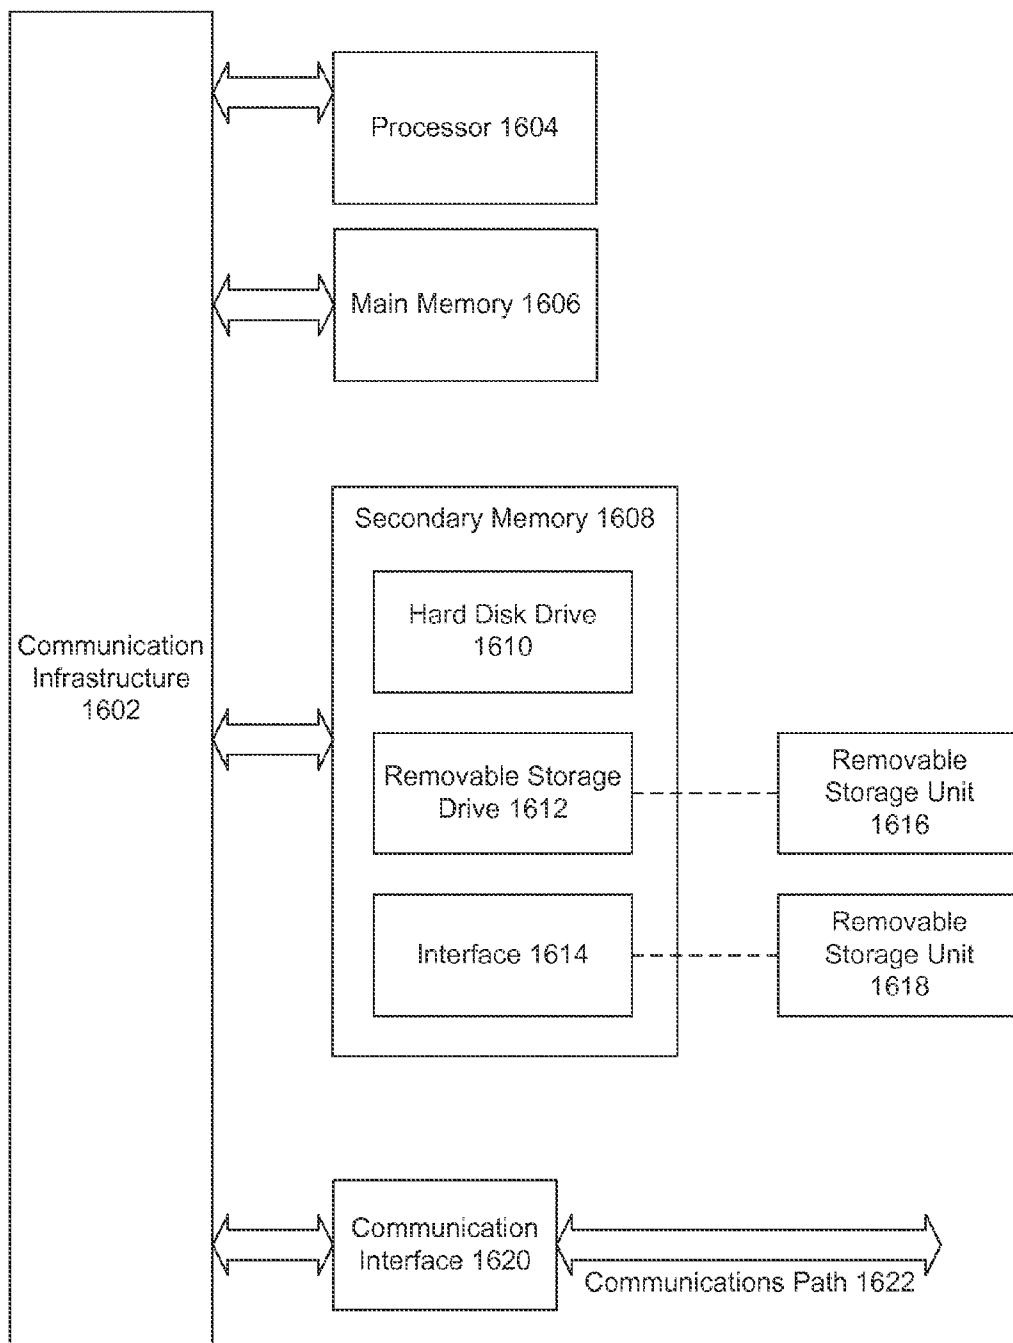 Processor 1604
Main Memory 1606
Secondary Memory 1608
Hard Disk Drive
1610
Communication
Infrastructure
1602
Removable Storage
Drive 1612
Removable
Storage Unit
1616
Interface 1614
Removable
Storage Unit
1618
Communication
Interface 1620
Communications Path 1622